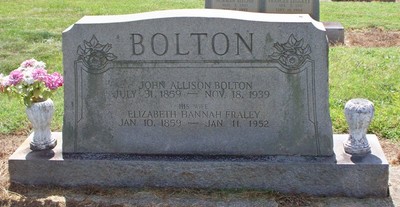 BOLTON
JOHN ALLISON BOLTON
JULY 31, 1859 — NOV. 18, 1939
HIS WIFE
ELIZABETH HANNAH FRALEY
JAN. 10, 1859 — JAN. 11, 1952